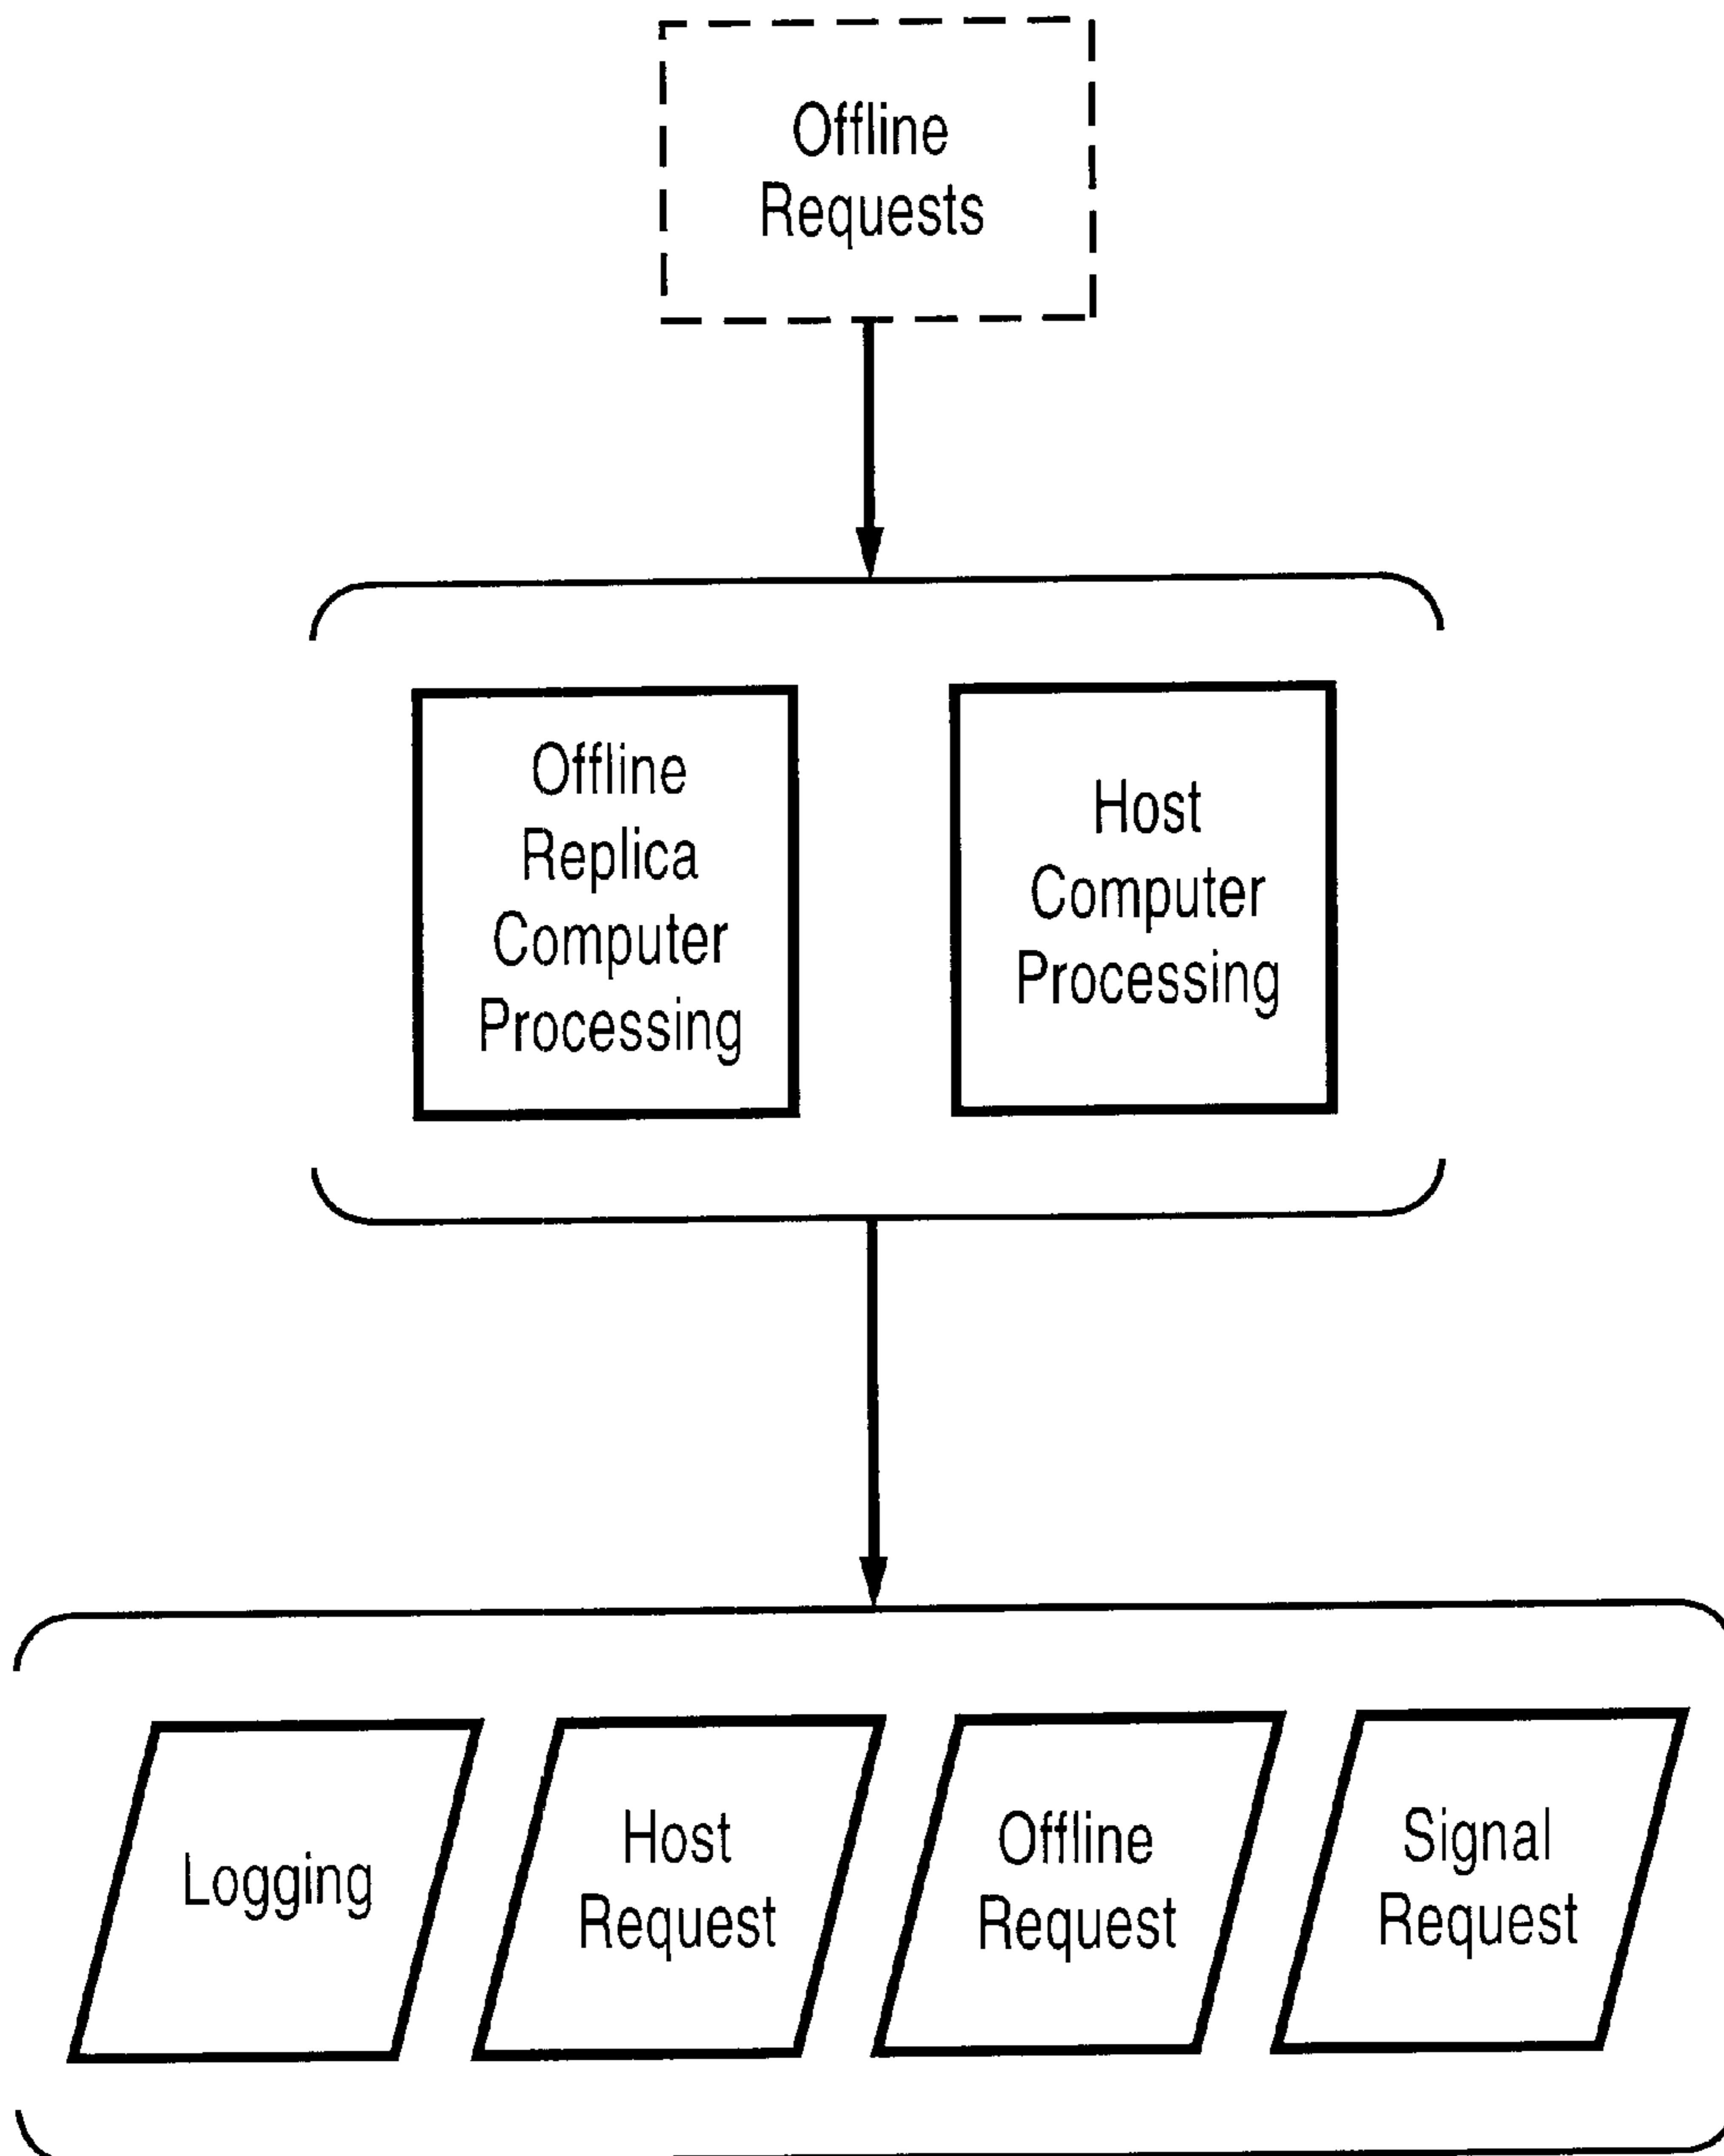 Offline
Requests
Offline
Replica
Computer
Processing
Host
Computer
Processing
Logging
Host
Request
Offline
Request
Signal
Request